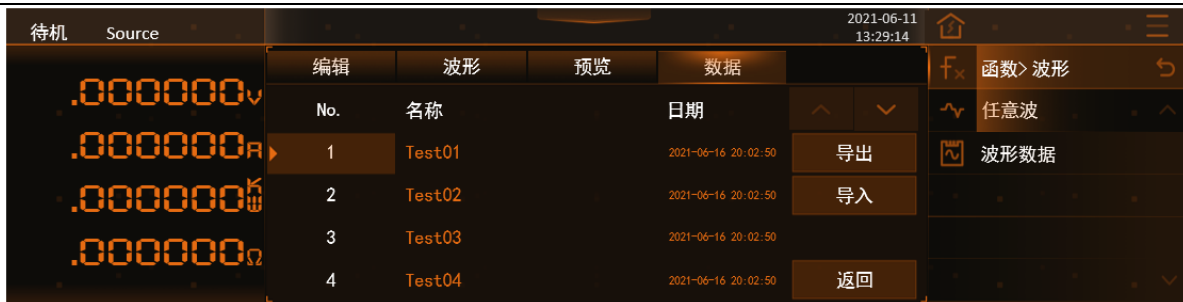 待机 Source
2021-06-11
13:29:14
.000000V
.000000A
.000000KW
.000000Ω
编辑 波形 预览 数据
No. 名称 日期
1 Test01 2021-06-16 20:02:50 导出
2 Test02 2021-06-16 20:02:50 导入
3 Test03 2021-06-16 20:02:50
4 Test04 2021-06-16 20:02:50 返回
fx 函数> 波形
任意波
波形数据